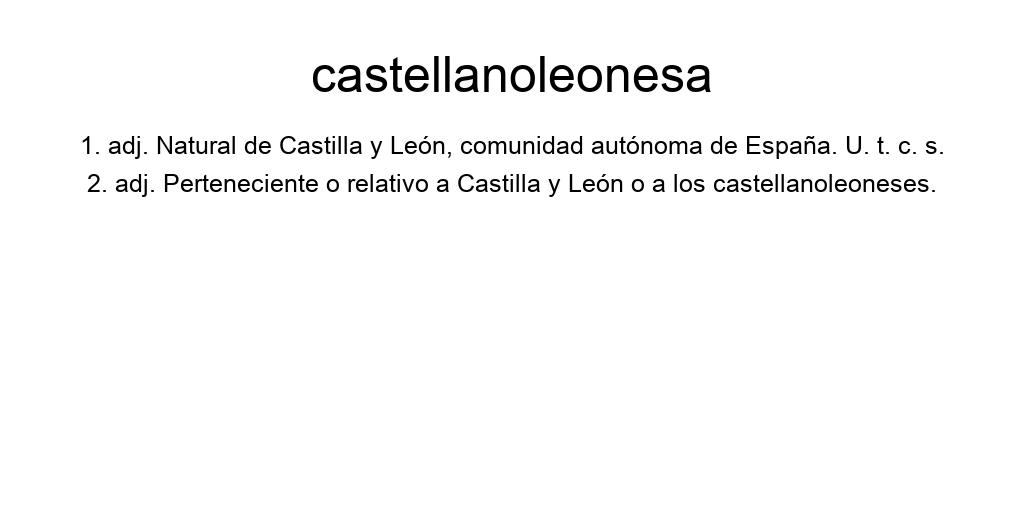 castellanoleonesa
1. adj. Natural de Castilla y León, comunidad autónoma de España. U. t. c. s.
2. adj. Perteneciente o relativo a Castilla y León o a los castellanoleoneses.